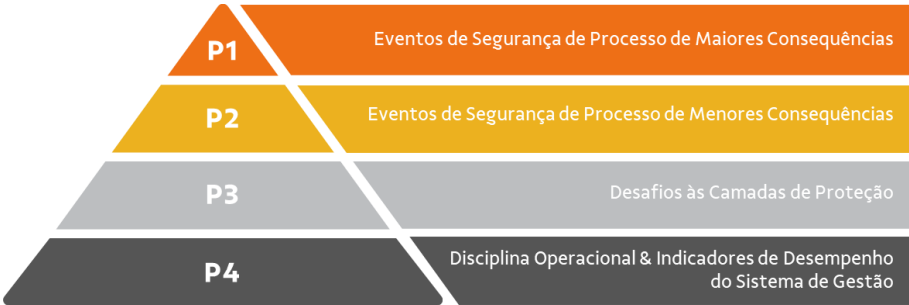 P1
Eventos de Segurança de Processo de Maiores Consequências
P2
Eventos de Segurança de Processo de Menores Consequências
P3
Desafios às Camadas de Proteção
P4
Disciplina Operacional & Indicadores de Desempenho
do Sistema de Gestão